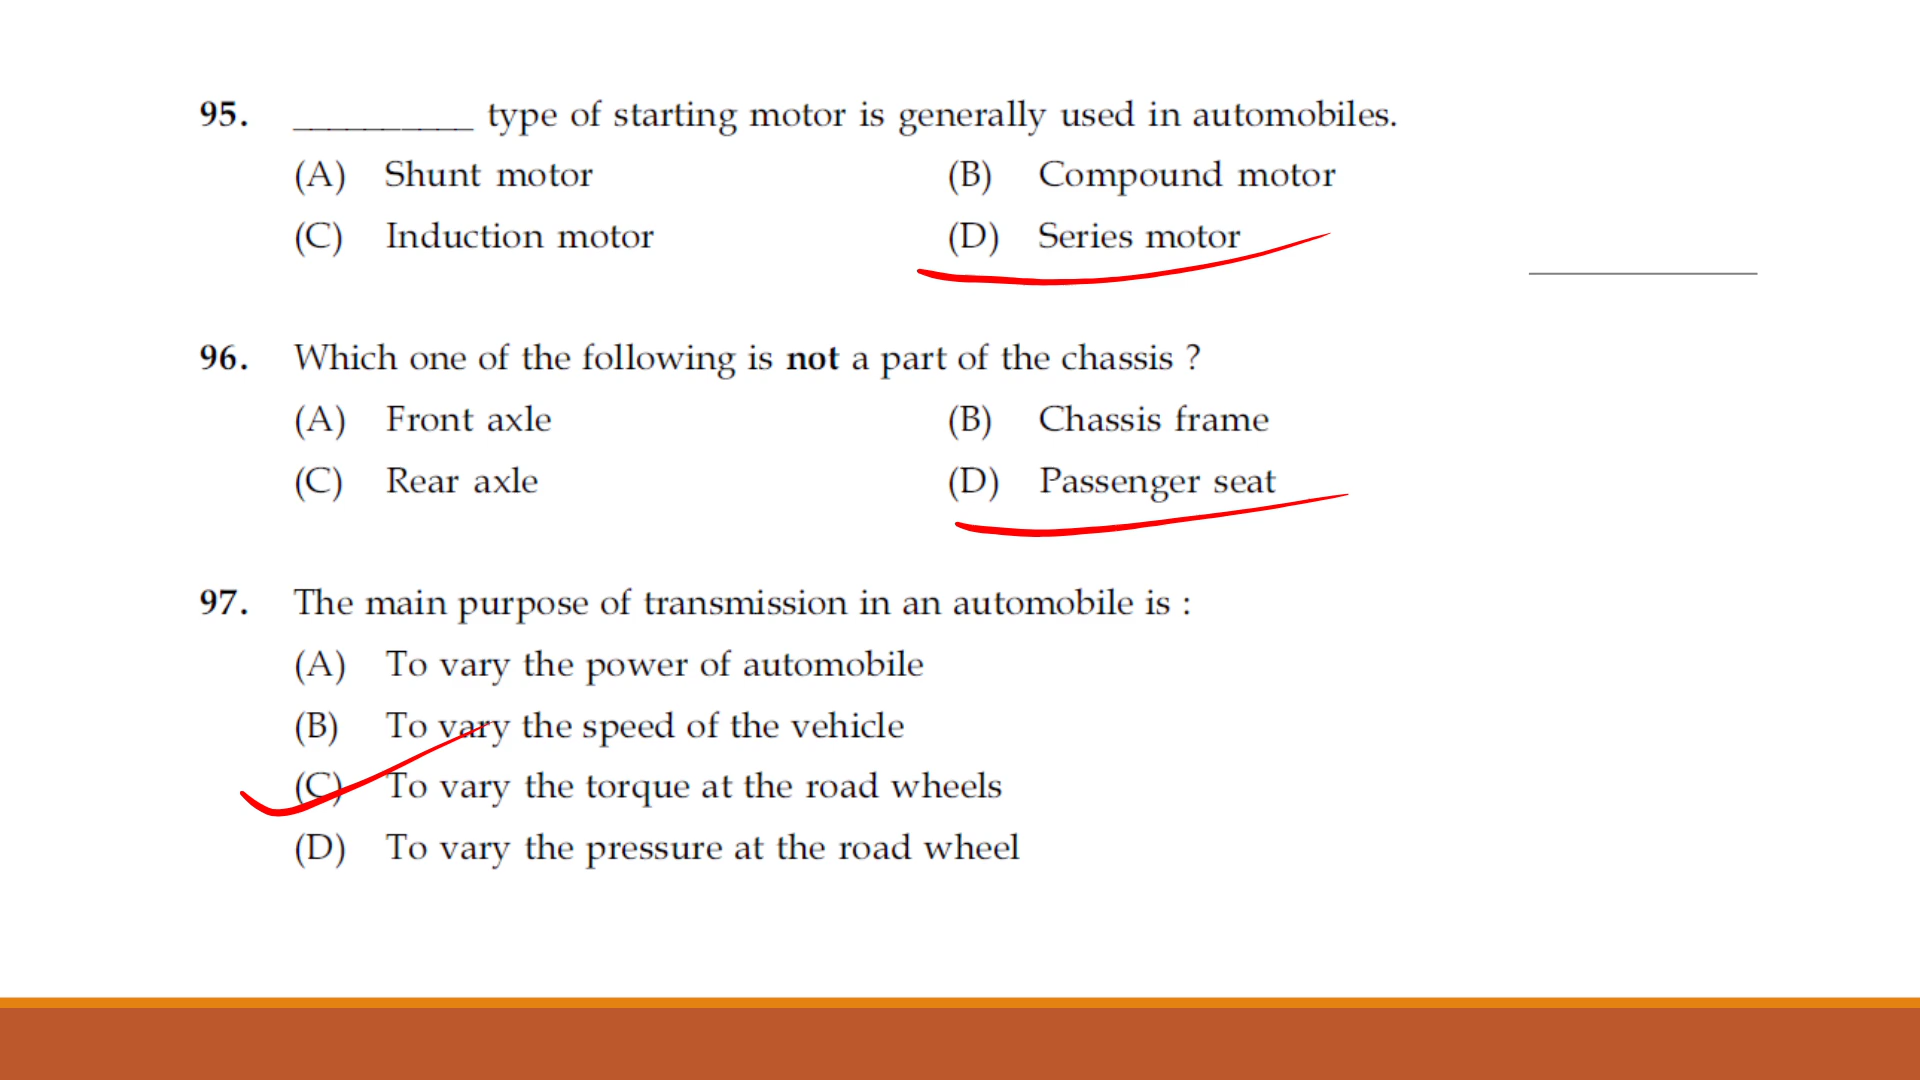 95. __________ type of starting motor is generally used in automobiles.
(A) Shunt motor (B) Compound motor
(C) Induction motor (D) Series motor
96. Which one of the following is not a part of the chassis ?
(A) Front axle (B) Chassis frame
(C) Rear axle (D) Passenger seat
97. The main purpose of transmission in an automobile is :
(A) To vary the power of automobile
(B) To vary the speed of the vehicle
(C) To vary the torque at the road wheels
(D) To vary the pressure at the road wheel